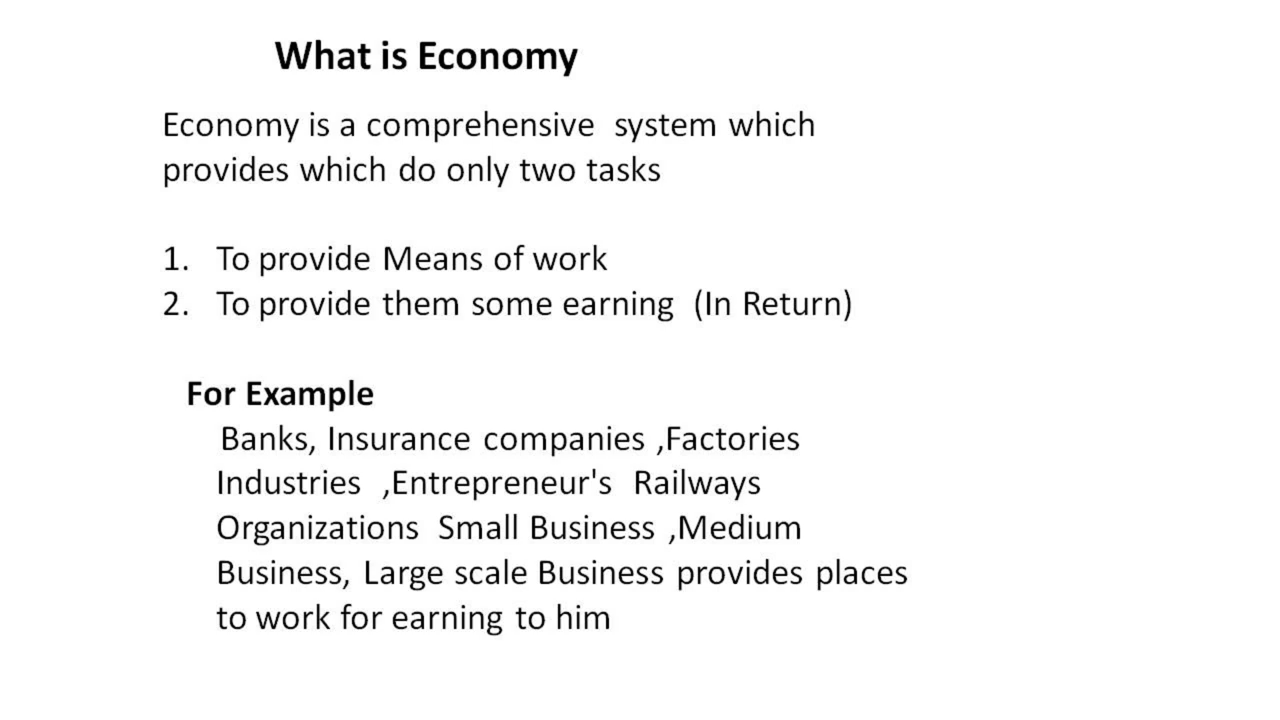 What is Economy
Economy is a comprehensive system which
provides which do only two tasks
1. To provide Means of work
2. To provide them some earning (In Return)
For Example
Banks, Insurance companies ,Factories
Industries ,Entrepreneur's Railways
Organizations Small Business ,Medium
Business, Large scale Business provides places
to work for earning to him